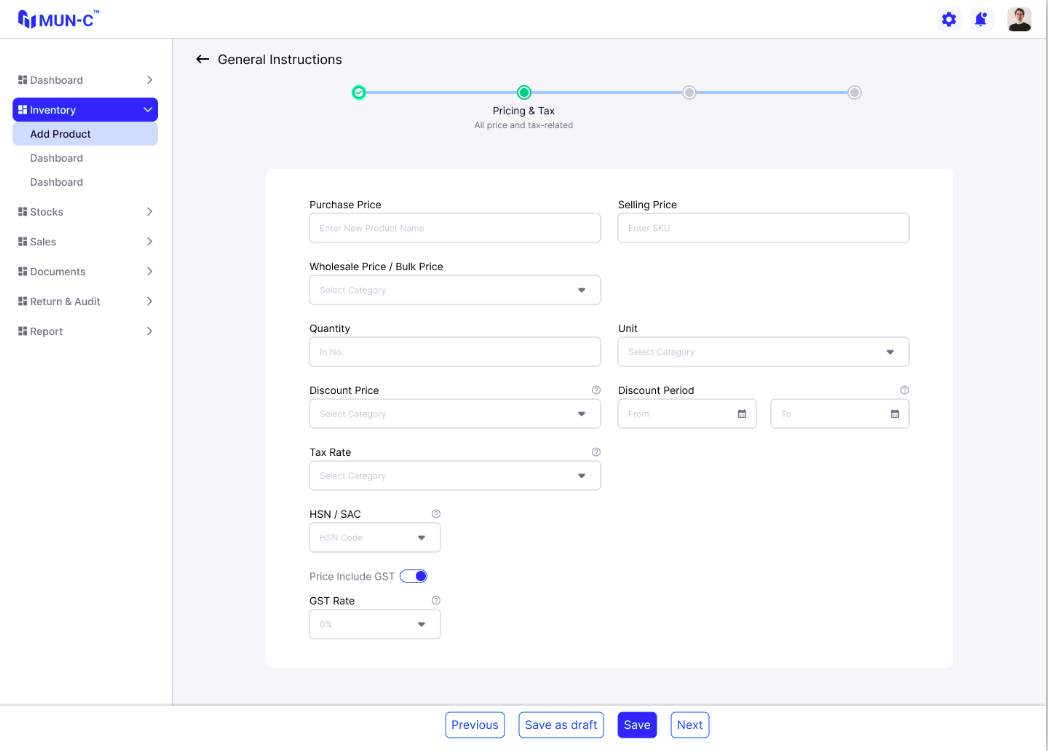 MUN-C™
General Instructions
Dashboard
Inventory
Add Product
Dashboard
Dashboard
Stocks
Sales
Documents
Return & Audit
Report
Pricing & Tax
All price and tax-related
Purchase Price
Selling Price
Enter New Product Name
Enter SKU
Wholesale Price / Bulk Price
Select Category
Quantity
Unit
In No.
Select Category
Discount Price
Discount Period
Select Category
From
To
Tax Rate
Select Category
HSN / SAC
HSN Code
Price Include GST
GST Rate
0%
Previous
Save as draft
Save
Next